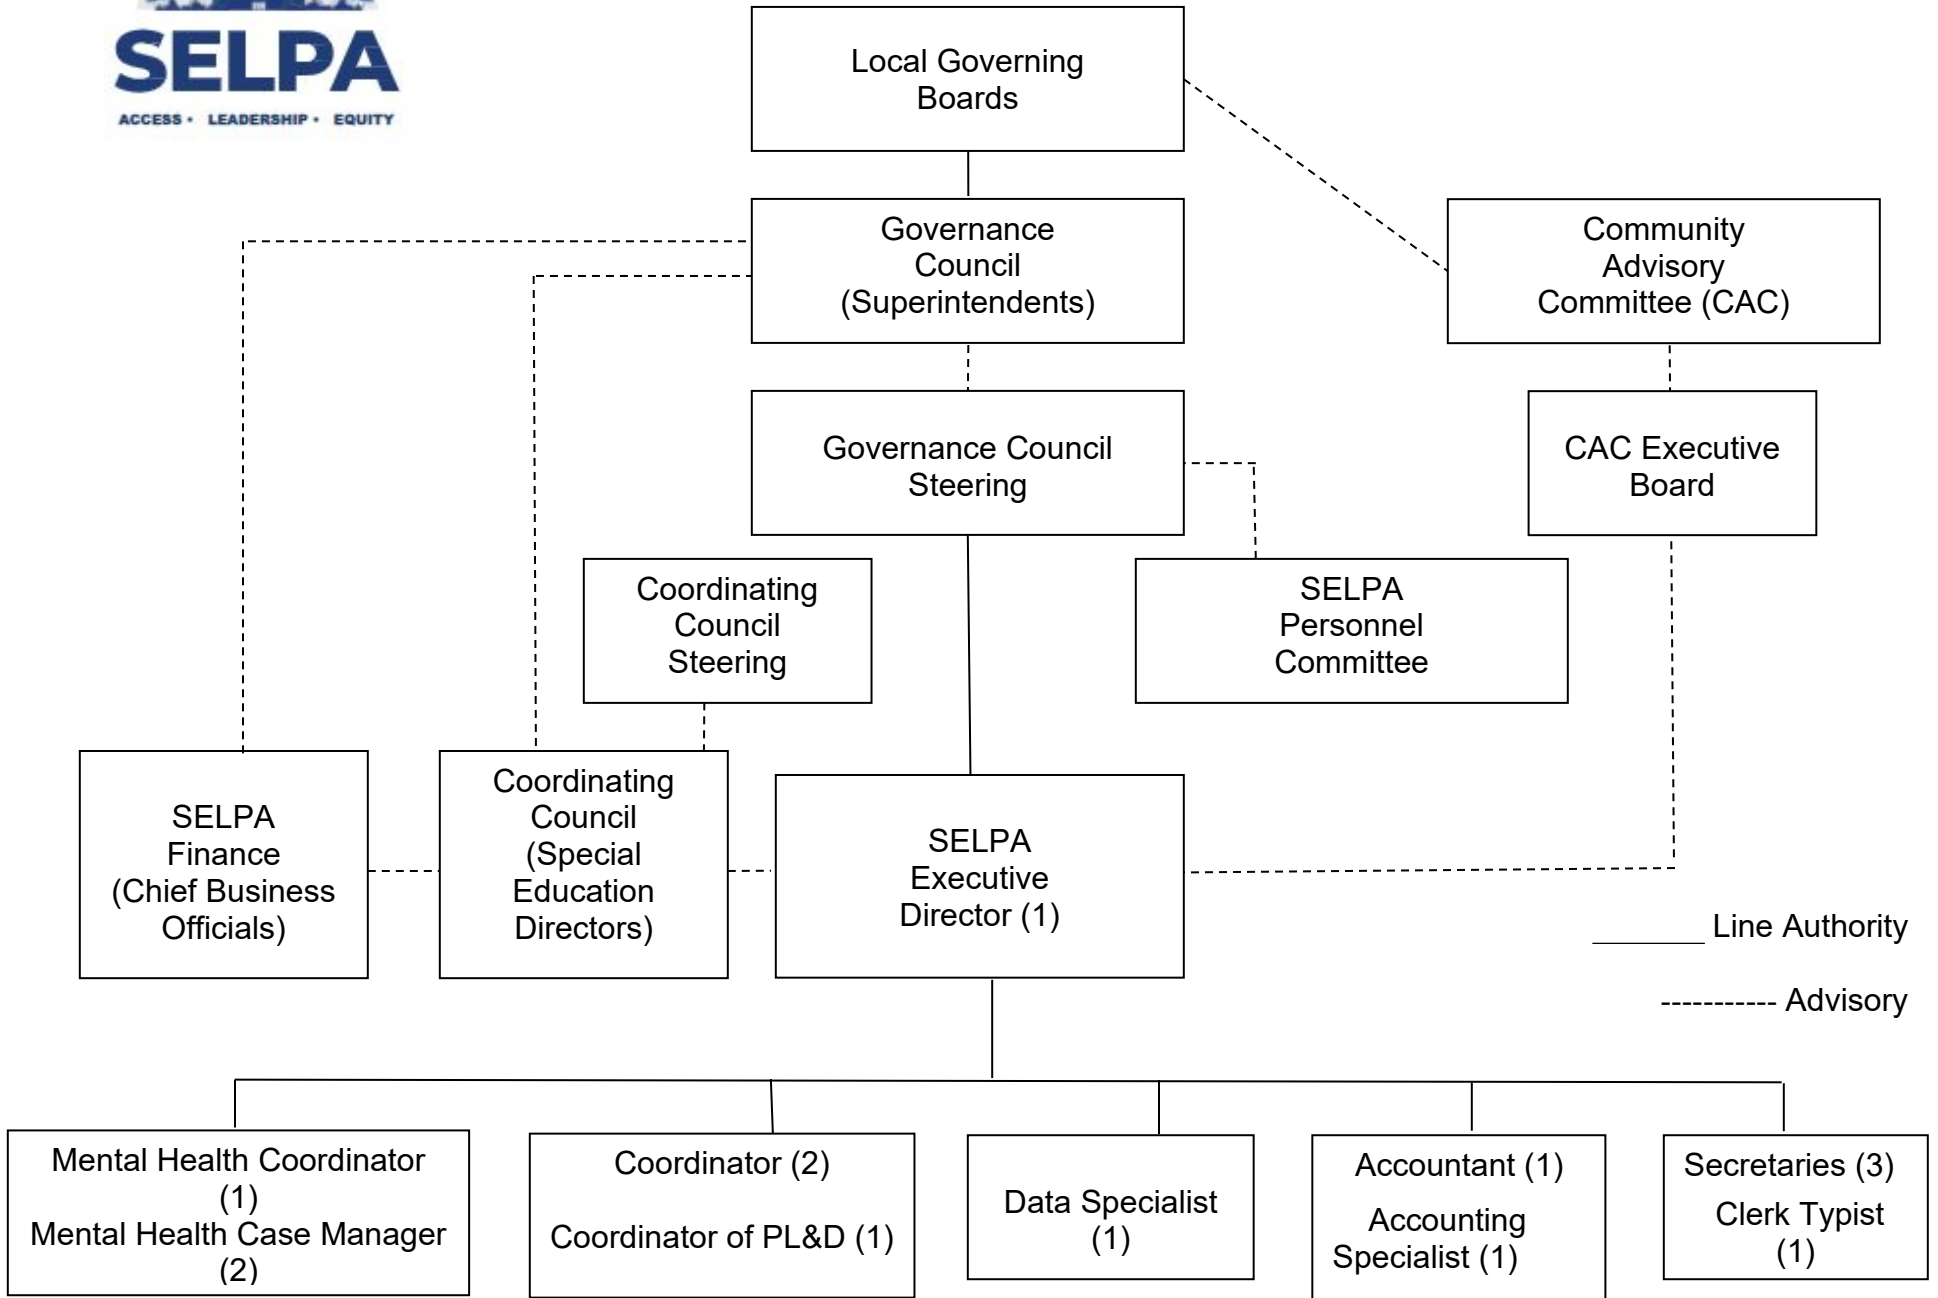 SELPA
ACCESS • LEADERSHIP • EQUITY
Local Governing
Boards
Governance
Council
(Superintendents)
Community
Advisory
Committee (CAC)
Governance Council
Steering
CAC Executive
Board
Coordinating
Council
Steering
SELPA
Personnel
Committee
SELPA
Finance
(Chief Business
Officials)
Coordinating
Council
(Special
Education
Directors)
SELPA
Executive
Director (1)
________ Line Authority
----------- Advisory
Mental Health Coordinator
(1)
Mental Health Case Manager
(2)
Coordinator (2)
Coordinator of PL&D (1)
Data Specialist
(1)
Accountant (1)
Accounting
Specialist (1)
Secretaries (3)
Clerk Typist
(1)